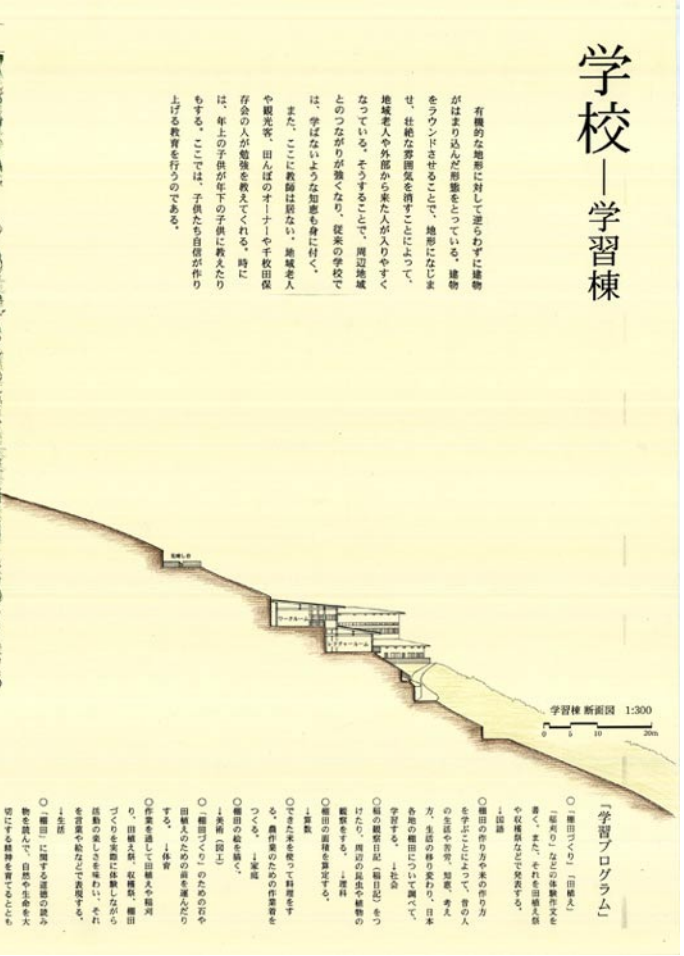 学校―学習棟
有機的な地形に対して逆らわずに建物
がはまり込んだ形態をとっている。建物
をラウンドさせることで、地形になじま
せ、壮絶な雰囲気を消すことによって、
地域老人や外部から来た人が入りやすく
なっている。そうすることで、周辺地域
とのつながりが強くなり、従来の学校で
は、学ばないような知恵も身に付く。
また、ここに教師は居ない。地域老人
や観光客、田んぼのオーナーや千枚田保
存会の人が勉強を教えてくれる。時に
は、年上の子供が年下の子供に教えたり
もする。ここでは、子供たち自信が作り
上げる教育を行うのである。
見晴し台
ワークルーム
レクチャールーム
学習棟 断面図 1:300
0 5 10 20m
「学習プログラム」
○「棚田づくり」「田植え」
「稲刈り」などの体験作文を
書く。また、それを田植え祭
や収穫祭などで発表する。
↓国語
○棚田の作り方や米の作り方
を学ぶことによって、昔の人
の生活や苦労、知恵、考え
方、生活の移り変わり、日本
各地の棚田について調べて、
学習する。 ↓社会
○稲の観察日記（稲日記）をつ
けたり、周辺の昆虫や植物の
観察をする。 ↓理科
○棚田の面積を算定する。
↓算数
○できた米を使って料理をす
る。農作業のための作業着を
つくる。 ↓家庭
○棚田の絵を描く。
↓美術（図工）
○「棚田づくり」のための石や
田植えのための苗を運んだり
する。 ↓体育
○作業を通して田植えや稲刈
り、田植え祭、収穫祭、棚田
づくりを実際に体験しながら
活動の楽しさを味わい、それ
を言葉や絵などで表現する。
↓生活
○「棚田」に関する道徳の読み
物を読んで、自然や生命を大
切にする精神を育てるととも